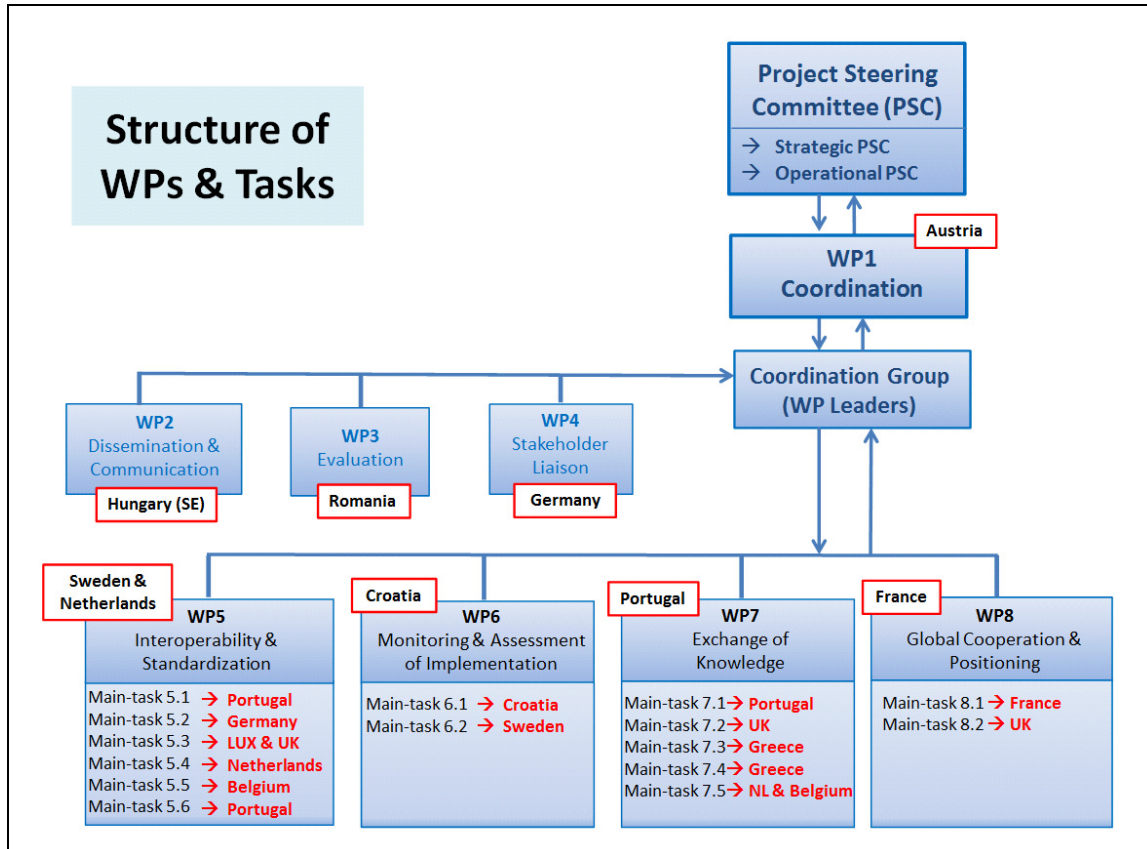 Structure of
WPs & Tasks
Project Steering
Committee (PSC)
→ Strategic PSC
→ Operational PSC
Austria
WP1
Coordination
Coordination Group
(WP Leaders)
WP2
Dissemination &
Communication
Hungary (SE)
WP3
Evaluation
Romania
WP4
Stakeholder
Liaison
Germany
Sweden &
Netherlands
WP5
Interoperability &
Standardization
Main-task 5.1 → Portugal
Main-task 5.2 → Germany
Main-task 5.3 → LUX & UK
Main-task 5.4 → Netherlands
Main-task 5.5 → Belgium
Main-task 5.6 → Portugal
Croatia
WP6
Monitoring & Assessment
of Implementation
Main-task 6.1 → Croatia
Main-task 6.2 → Sweden
Portugal
WP7
Exchange of
Knowledge
Main-task 7.1→ Portugal
Main-task 7.2→ UK
Main-task 7.3→ Greece
Main-task 7.4→ Greece
Main-task 7.5→ NL & Belgium
France
WP8
Global Cooperation &
Positioning
Main-task 8.1 → France
Main-task 8.2 → UK